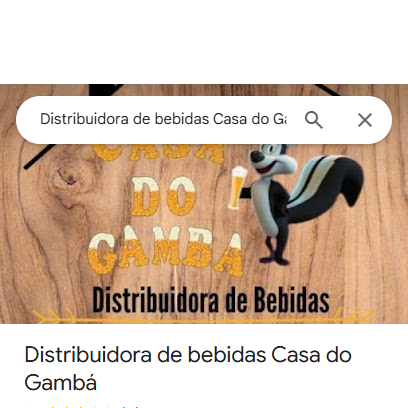 Distribuidora de bebidas Casa do Ga
CASA
DO
GAMBA
Distribuidora de Bebidas
Distribuidora de bebidas Casa do
Gambá